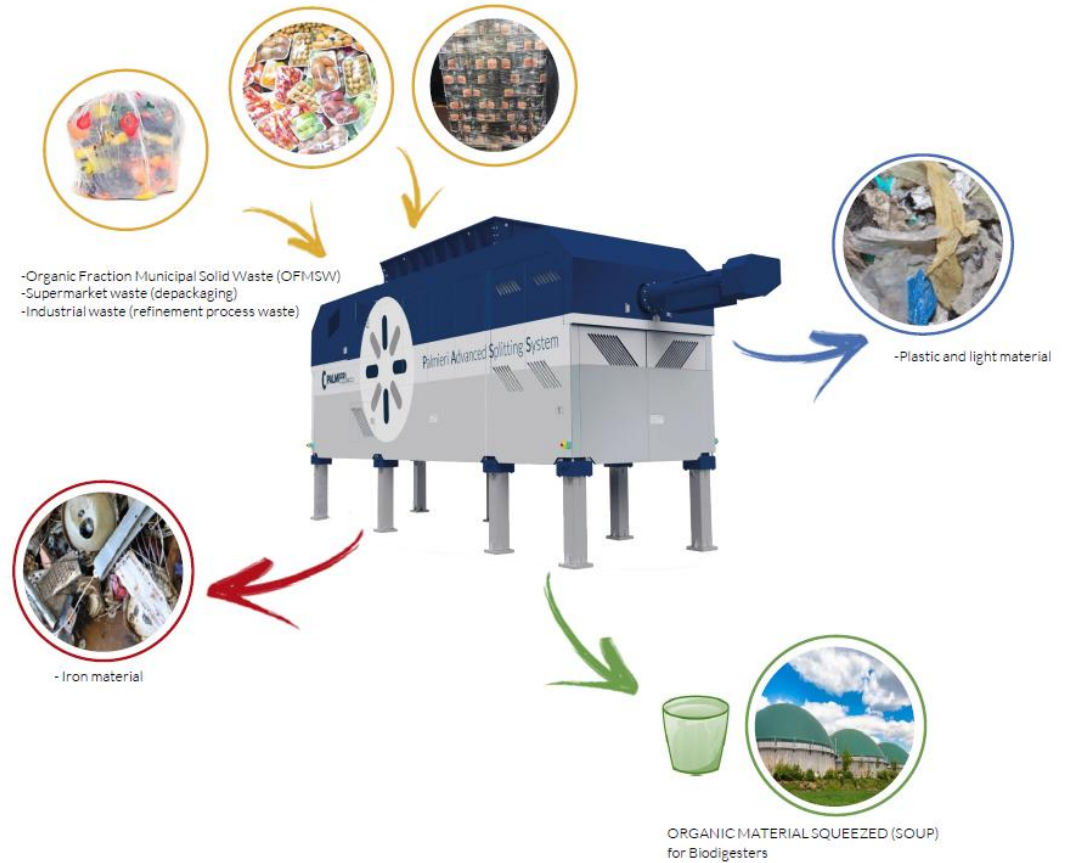 -Organic Fraction Municipal Solid Waste (OFMSW)
-Supermarket waste (depackaging)
-Industrial waste (refinement process waste)
Palmieri Advanced Splitting System
PALMIERI
-Plastic and light material
- Iron material
ORGANIC MATERIAL SQUEEZED (SOUP)
for Biodigesters